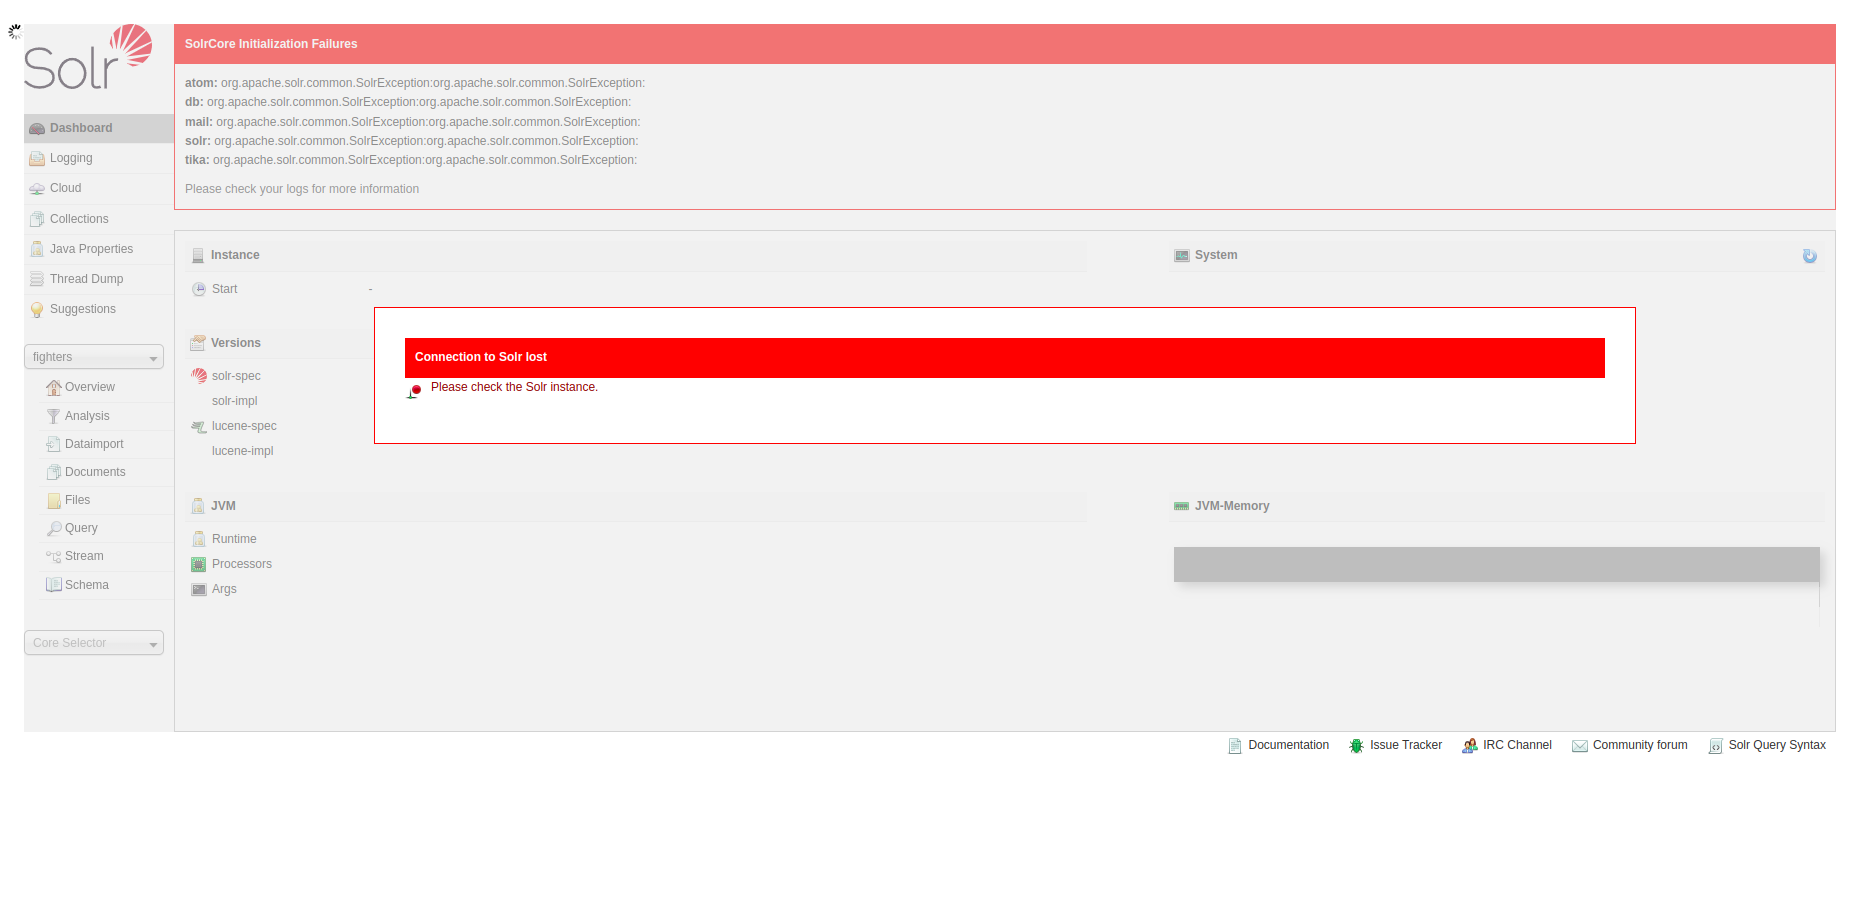 Solr
SolrCore Initialization Failures
atom: org.apache.solr.common.SolrException:org.apache.solr.common.SolrException:
db: org.apache.solr.common.SolrException:org.apache.solr.common.SolrException:
mail: org.apache.solr.common.SolrException:org.apache.solr.common.SolrException:
solr: org.apache.solr.common.SolrException:org.apache.solr.common.SolrException:
tika: org.apache.solr.common.SolrException:org.apache.solr.common.SolrException:
Please check your logs for more information
Dashboard
Logging
Cloud
Collections
Java Properties
Thread Dump
Suggestions
fighters
Overview
Analysis
Dataimport
Documents
Files
Query
Stream
Schema
Core Selector
Instance
Start -
Versions
solr-spec
solr-impl
lucene-spec
lucene-impl
JVM
Runtime
Processors
Args
System
JVM-Memory
Connection to Solr lost
Please check the Solr instance.
Documentation Issue Tracker IRC Channel Community forum Solr Query Syntax